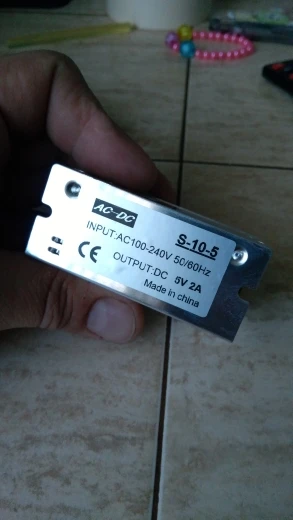 AC-DC
S-10-5
INPUT:AC100-240V 50/60Hz
CE
OUTPUT:DC 5V 2A
Made in china